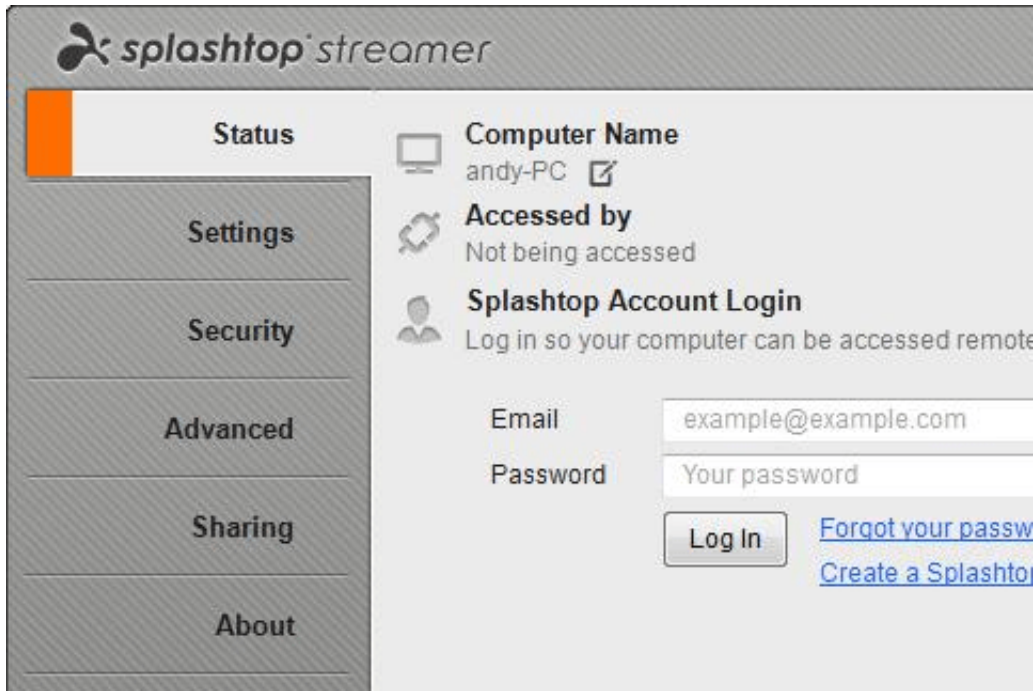 splashtop streamer
Status
Settings
Security
Advanced
Sharing
About
Computer Name
andy-PC
Accessed by
Not being accessed
Splashtop Account Login
Log in so your computer can be accessed remote
Email
example@example.com
Password
Your password
Log In
Forgot your passw
Create a Splashtop